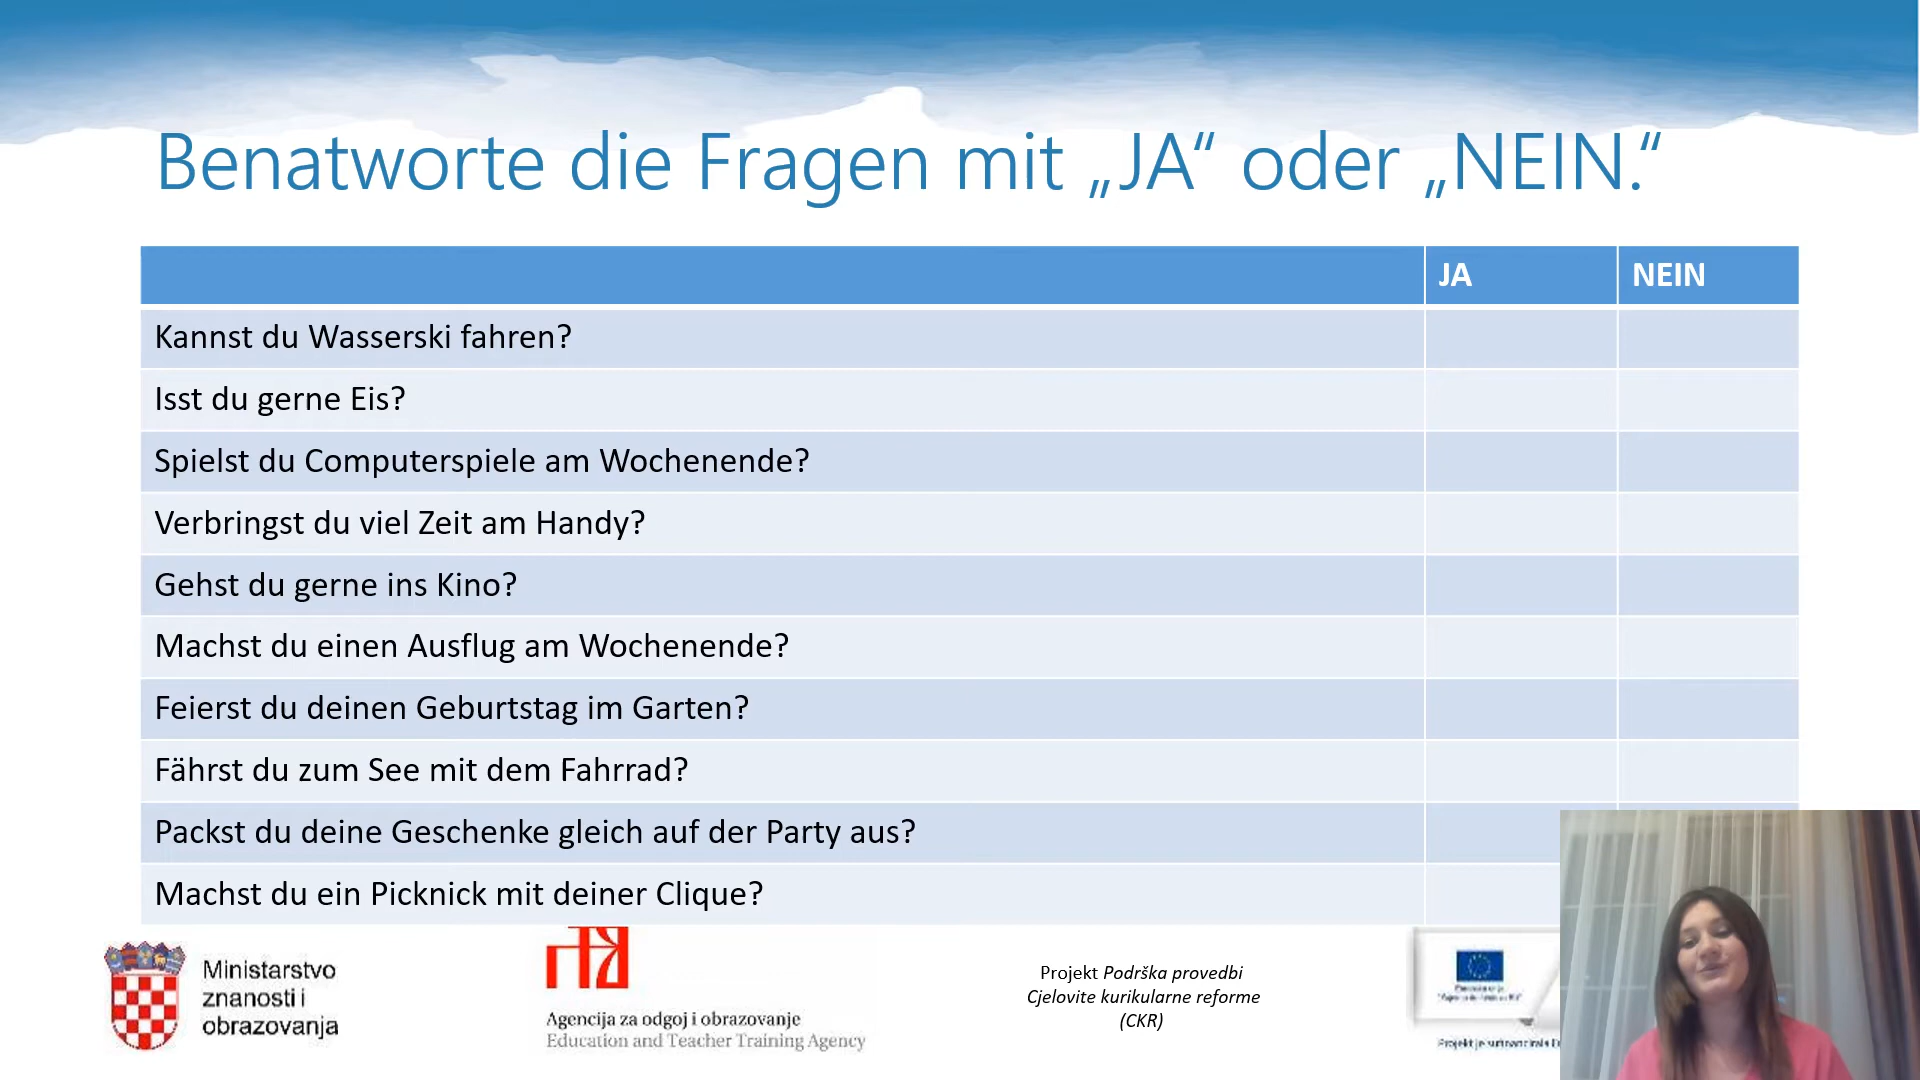 Benatworte die Fragen mit „JA“ oder „NEIN.“
JA NEIN
Kannst du Wasserski fahren?
Isst du gerne Eis?
Spielst du Computerspiele am Wochenende?
Verbringst du viel Zeit am Handy?
Gehst du gerne ins Kino?
Machst du einen Ausflug am Wochenende?
Feierst du deinen Geburtstag im Garten?
Fährst du zum See mit dem Fahrrad?
Packst du deine Geschenke gleich auf der Party aus?
Machst du ein Picknick mit deiner Clique?
Ministarstvo
znanosti i
obrazovanja
Agencija za odgoj i obrazovanje
Education and Teacher Training Agency
Projekt Podrška provedbi
Cjelovite kurikularne reforme
(CKR)
Projekt je sufinancirala